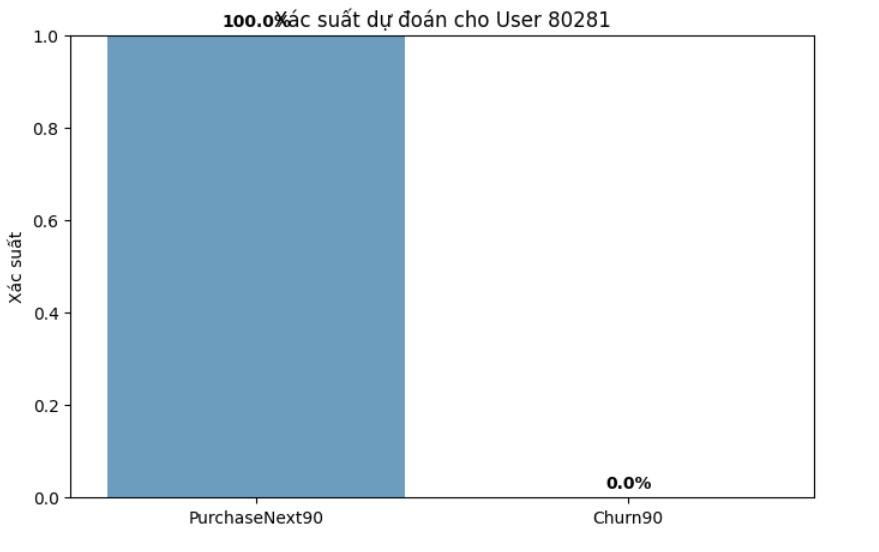 100.0%
Xác suất dự đoán cho User 80281
1.0
0.8
0.6
0.4
0.2
0.0
Xác suất
0.0%
PurchaseNext90
Churn90